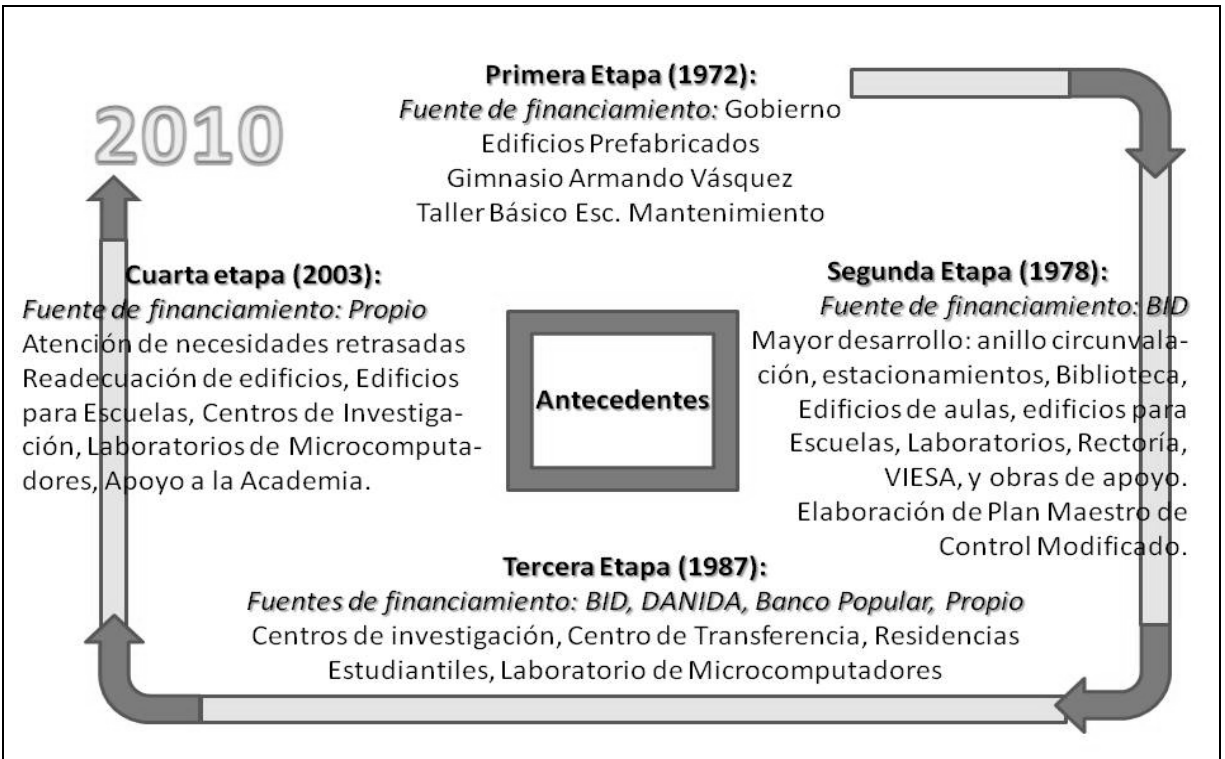 Primera Etapa (1972):
Fuente de financiamiento: Gobierno
Edificios Prefabricados
Gimnasio Armando Vásquez
Taller Básico Esc. Mantenimiento
Segunda Etapa (1978):
Fuente de financiamiento: BID
Mayor desarrollo: anillo circunvala-
ción, estacionamientos, Biblioteca,
Edificios de aulas, edificios para
Escuelas, Laboratorios, Rectoría,
VIESA, y obras de apoyo.
Elaboración de Plan Maestro de
Control Modificado.
Tercera Etapa (1987):
Fuentes de financiamiento: BID, DANIDA, Banco Popular, Propio
Centros de investigación, Centro de Transferencia, Residencias
Estudiantiles, Laboratorio de Microcomputadores
Cuarta etapa (2003):
Fuente de financiamiento: Propio
Atención de necesidades retrasadas
Readecuación de edificios, Edificios
para Escuelas, Centros de Investiga-
ción, Laboratorios de Microcomputa-
dores, Apoyo a la Academia.
2010
Antecedentes